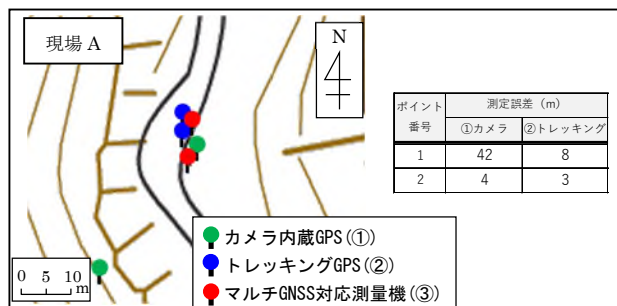 現場 A
N
0 5 10
m
カメラ内蔵GPS(①)
トレッキングGPS(②)
マルチGNSS対応測量機(③)
ポイント番号 測定誤差（m）
①カメラ ②トレッキング
1 42 8
2 4 3